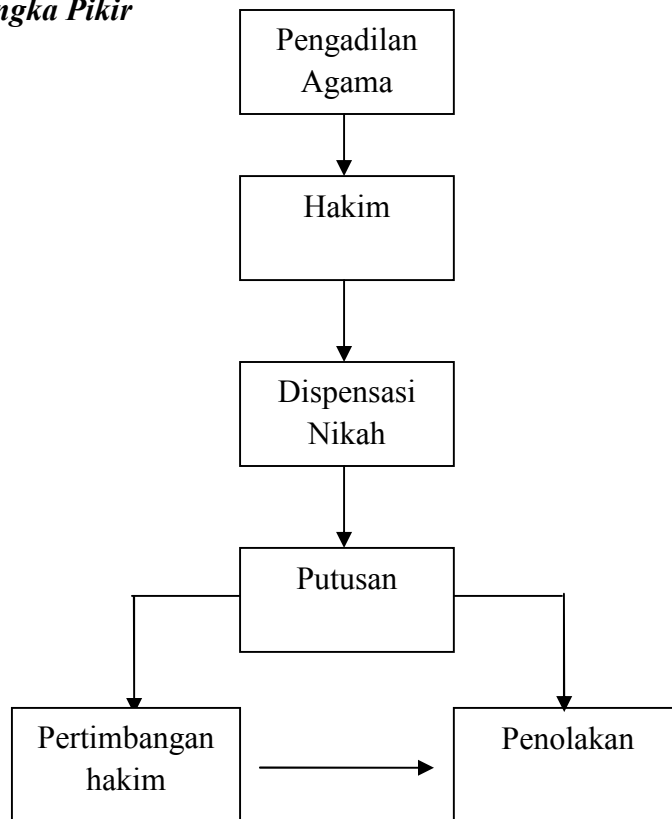 ngka Pikir
Pengadilan
Agama
Hakim
Dispensasi
Nikah
Putusan
Pertimbangan
hakim
Penolakan